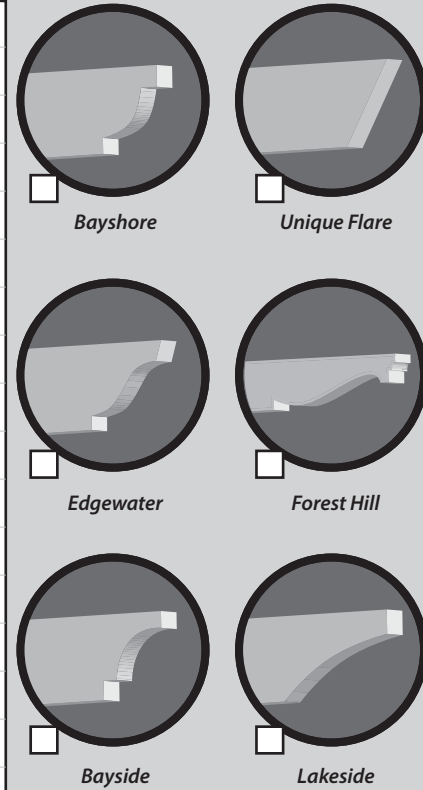 Bayshore
Unique Flare
Edgewater
Forest Hill
Bayside
Lakeside